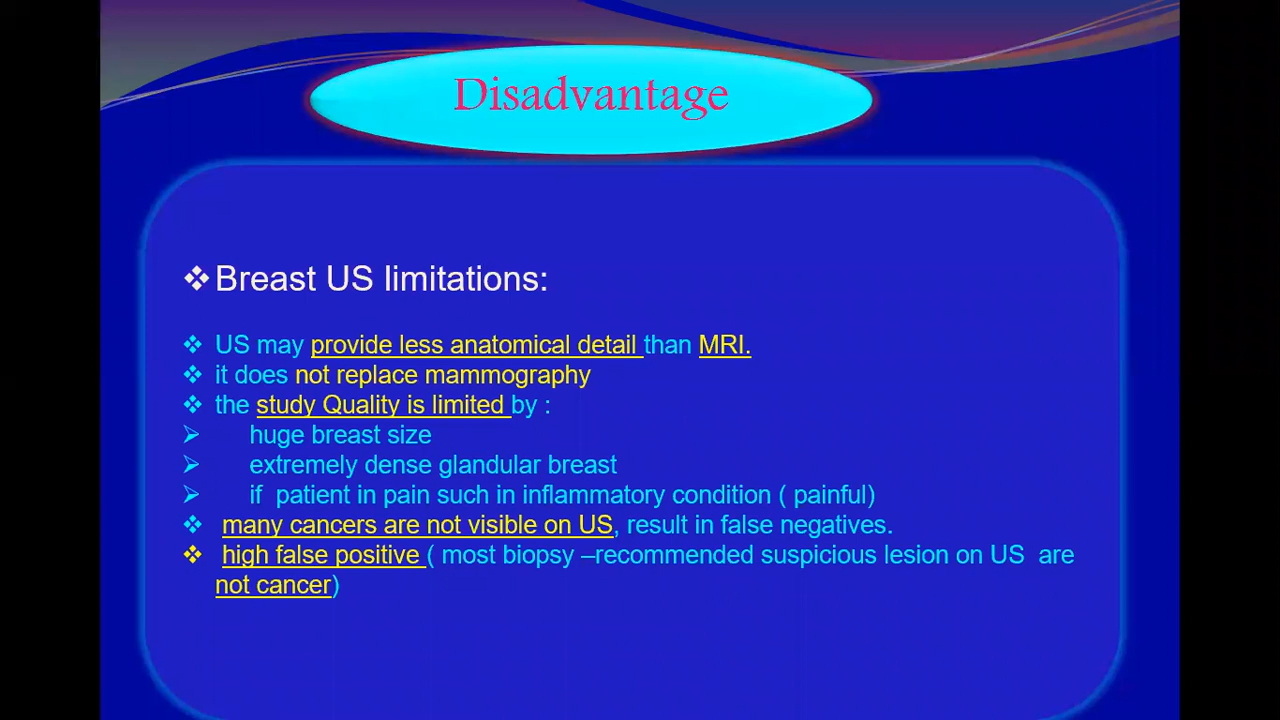 Disadvantage
❖Breast US limitations:
❖ US may provide less anatomical detail than MRI.
❖ it does not replace mammography
❖ the study Quality is limited by :
➢ huge breast size
➢ extremely dense glandular breast
➢ if patient in pain such in inflammatory condition ( painful)
❖ many cancers are not visible on US, result in false negatives.
❖ high false positive ( most biopsy –recommended suspicious lesion on US are
not cancer)